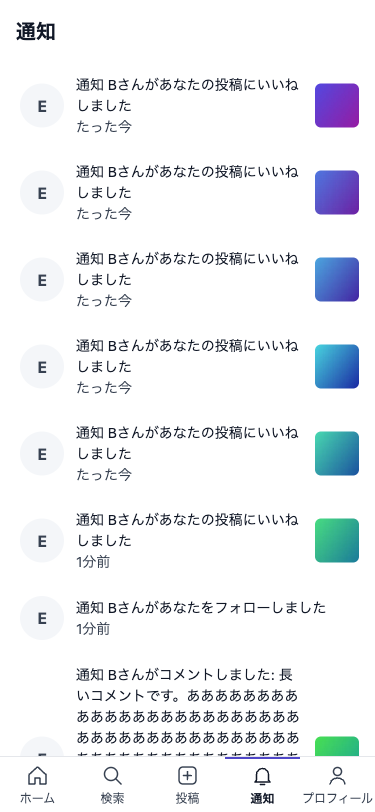 通知
E
通知 Bさんがあなたの投稿にいいね
しました
たった今
E
通知 Bさんがあなたの投稿にいいね
しました
たった今
E
通知 Bさんがあなたの投稿にいいね
しました
たった今
E
通知 Bさんがあなたの投稿にいいね
しました
たった今
E
通知 Bさんがあなたの投稿にいいね
しました
たった今
E
通知 Bさんがあなたの投稿にいいね
しました
1分前
E
通知 Bさんがあなたをフォローしました
1分前
通知 Bさんがコメントしました: 長
いコメントです。ああああああああ
ああああああああああああああああ
ああああああああああああああああ
ホーム
検索
投稿
通知
プロフィール